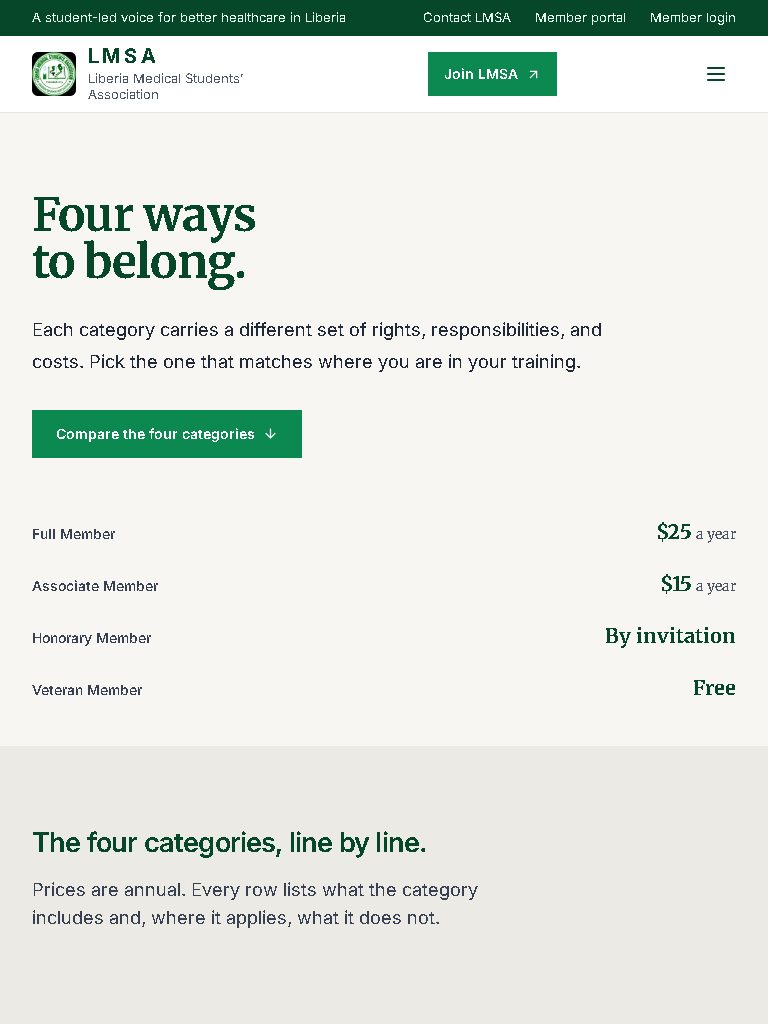 A student-led voice for better healthcare in Liberia
Contact LMSA
Member portal
Member login
LMSA
Liberia Medical Students'
Association
Join LMSA
Four ways
to belong.
Each category carries a different set of rights, responsibilities, and
costs. Pick the one that matches where you are in your training.
Compare the four categories
Full Member
$25 a year
Associate Member
$15 a year
Honorary Member
By invitation
Veteran Member
Free
The four categories, line by line.
Prices are annual. Every row lists what the category
includes and, where it applies, what it does not.